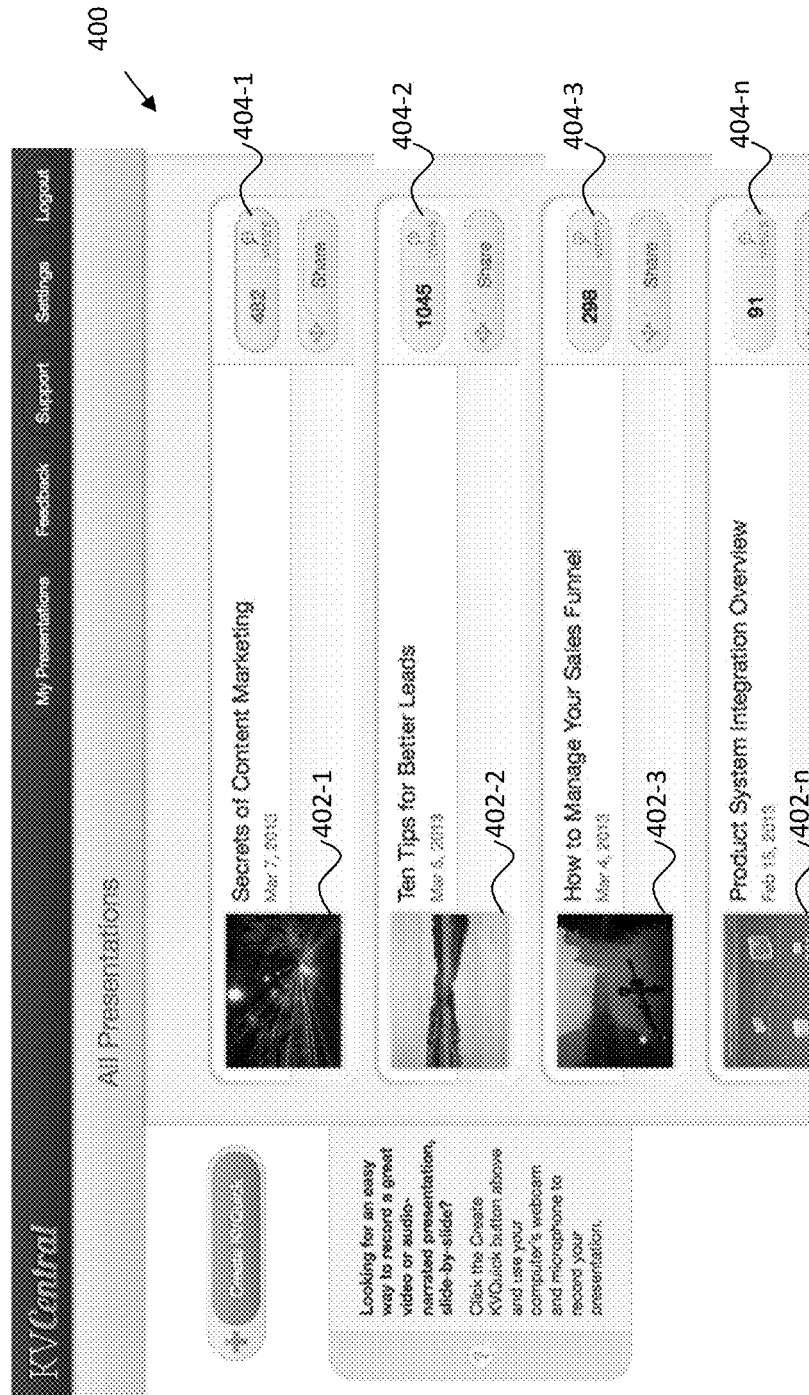 KVCentral
My Presentations Feedback Support Settings Logout
All Presentations
400
Looking for an easy
way to record a great
video or audio-
narrated presentation,
slide-by-slide?
Click the Create
KVQuick button above
and use your
computer's webcam
and microphone to
record your
presentation.
?
Secrets of Content Marketing
Mar 7, 2013
402-1
482
404-1
Share
Ten Tips for Better Leads
2013
402-2
1045
404-2
Share
How to Manage Your Sales Funnel
Mar 4, 2013
402-3
298
404-3
Share
Product System Integration Overview
2013
402-n
91
404-n